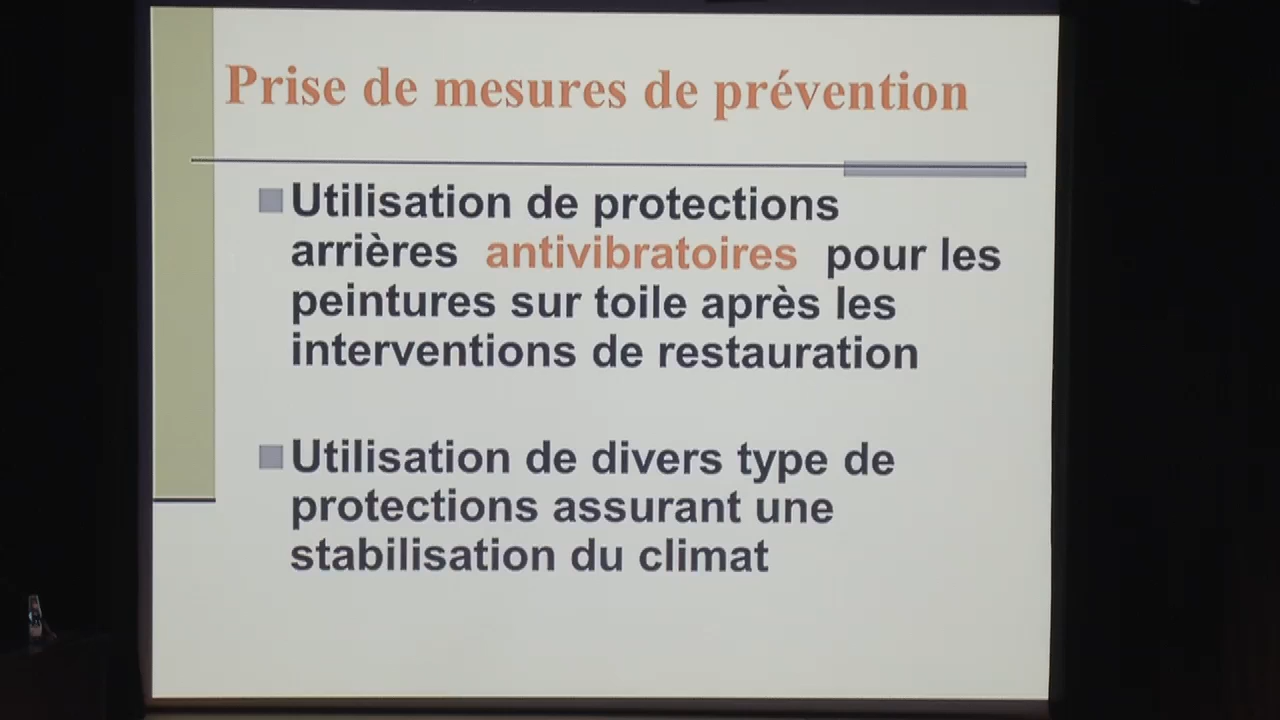 Prise de mesures de prévention
Utilisation de protections
arrières antivibratoires pour les
peintures sur toile après les
interventions de restauration
Utilisation de divers type de
protections assurant une
stabilisation du climat